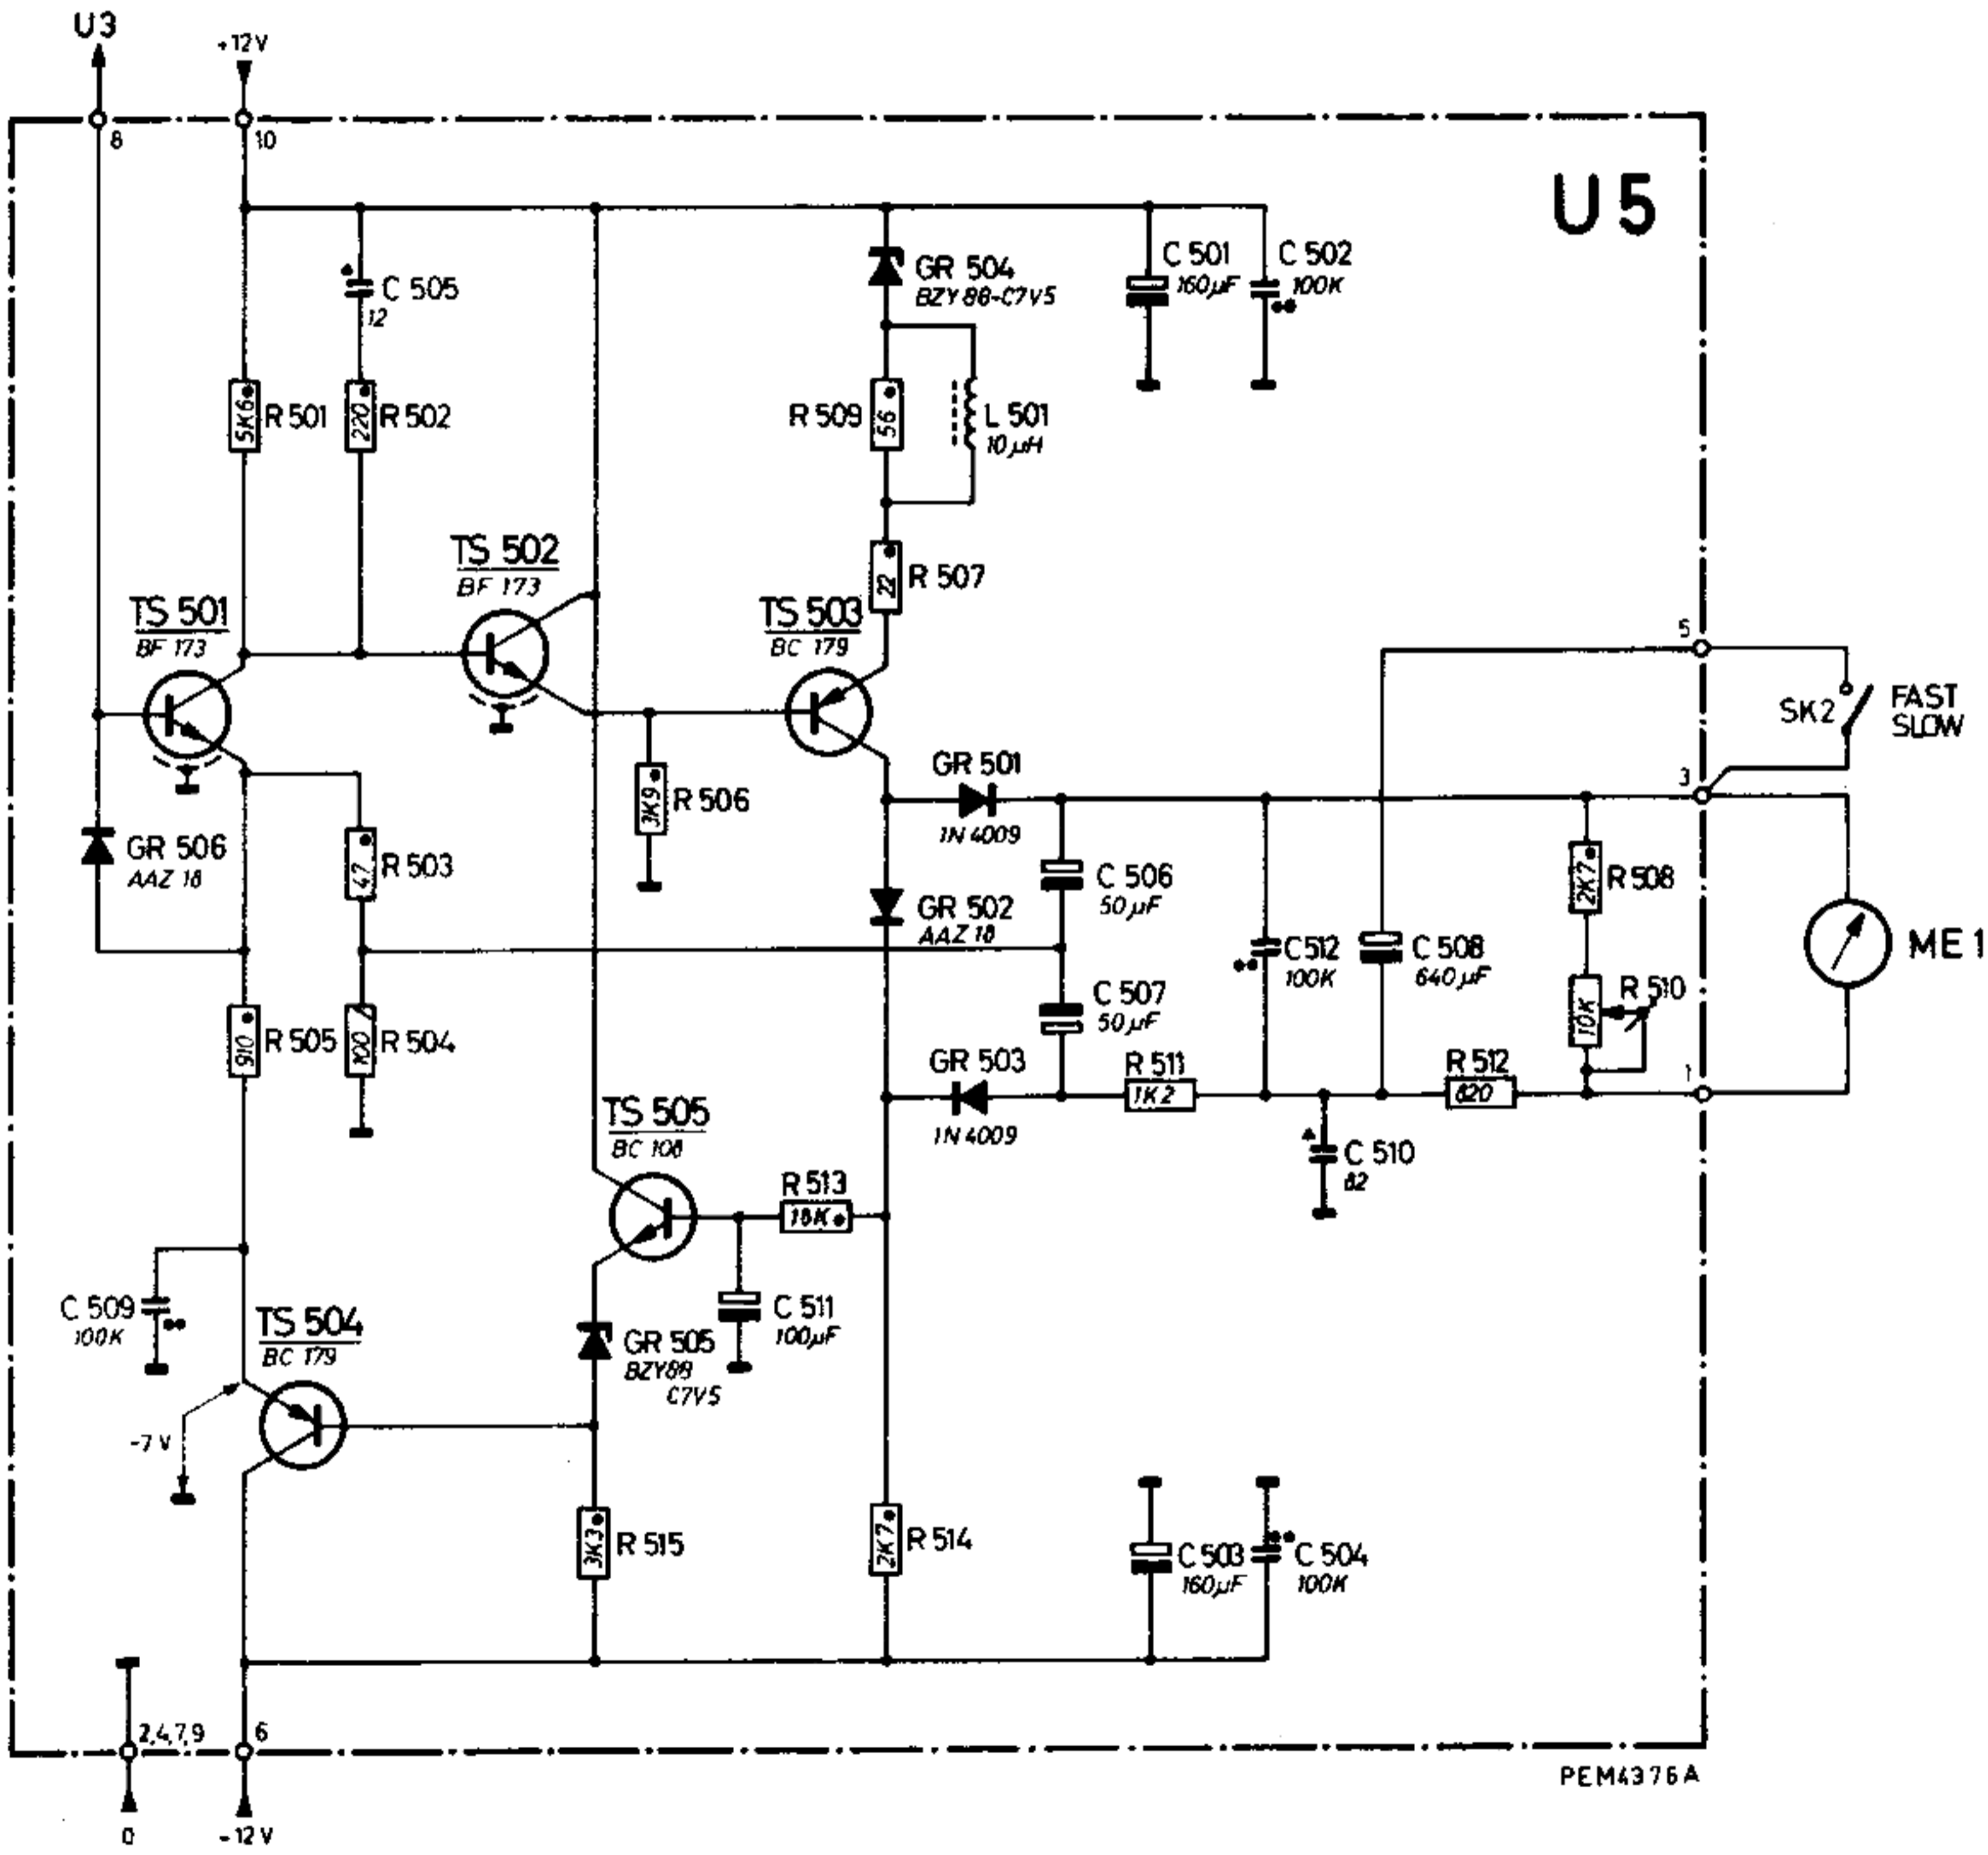 U3
+12V
8
10
U5
GR 504
BZY 88-C7V5
C 501
160µF
C 502
100K
C 505
12
5K6
R 501
220
R 502
R 509
56
L 501
10µH
TS 502
BF 173
22
R 507
TS 501
BF 173
TS 503
BC 179
5
SK2
FAST
SLOW
GR 501
1N 4009
3
3K9
R 506
GR 506
AAZ 18
47
R 503
C 506
50µF
2K7
R 508
GR 502
AAZ 18
C 512
100K
C 508
640µF
ME 1
C 507
50µF
10K
R 510
910
R 505
100
R 504
GR 503
1N 4009
R 511
1K2
R 512
820
1
TS 505
BC 108
C 510
82
R 513
18K
C 509
100K
TS 504
BC 179
GR 505
BZY88
C7V5
C 511
100µF
-7 V
3K3
R 515
2K7
R 514
C 503
160µF
C 504
100K
2,4,7,9
6
PEM4376A
0
-12 V